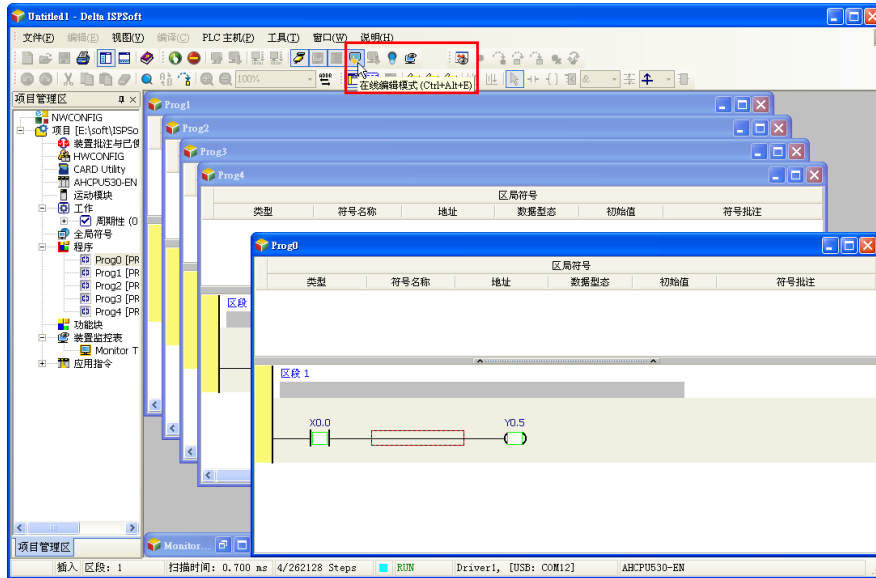 Untitled1 - Delta ISPSoft
文件(F) 编辑(E) 视图(V) 编译(C) PLC 主机(P) 工具(T) 窗口(W) 说明(H)
100%
在线编辑模式 (Ctrl+Alt+E)
项目管理区
NWCONFIG
项目 [E:\soft\ISPSo
装置批注与已使
HWCONFIG
CARD Utility
AHCPU530-EN
运动模块
工作
周期性 (0
全局符号
程序
Prog0 [PR
Prog1 [PR
Prog2 [PR
Prog3 [PR
Prog4 [PR
功能块
装置监控表
Monitor T
应用指令
项目管理区
Prog1
Prog2
Prog3
Prog4
区局符号
类型 符号名称 地址 数据型态 初始值 符号批注
区段
Prog0
区局符号
类型 符号名称 地址 数据型态 初始值 符号批注
区段 1
X0.0 Y0.5
Monitor...
插入 区段: 1 扫描时间: 0.700 ms 4/262128 Steps RUN Driver1, [USB: COM12] AHCPU530-EN